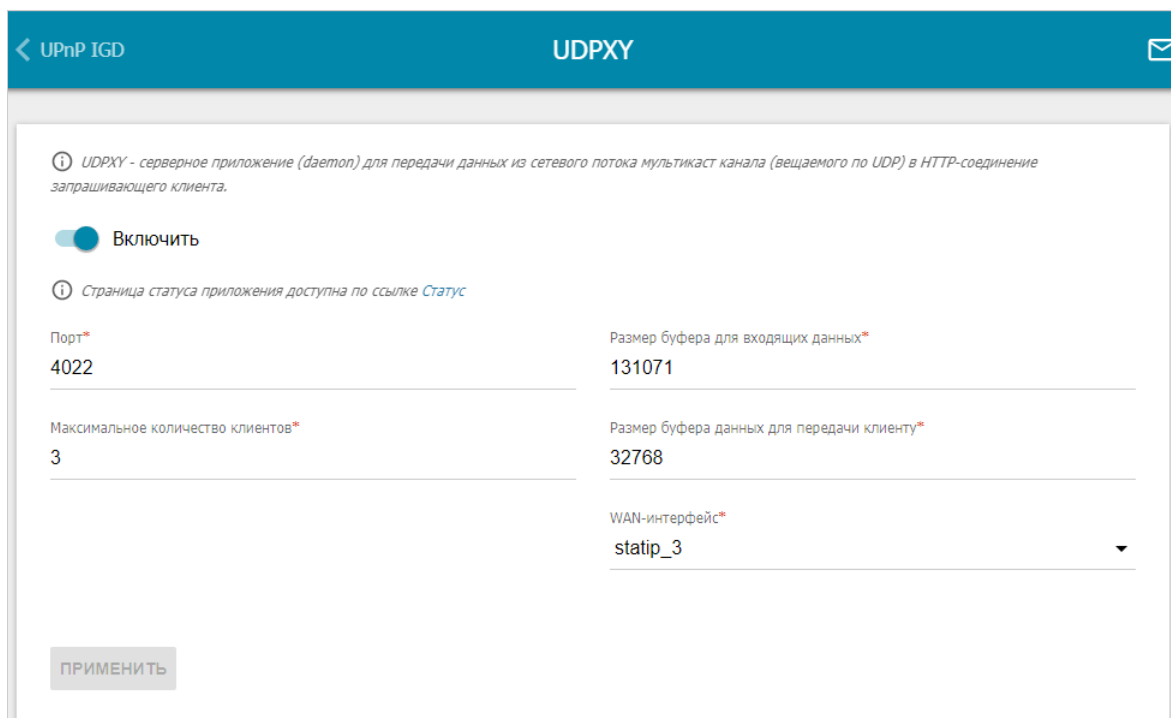 UPnP IGD
UDPXY
UDPXY - серверное приложение (daemon) для передачи данных из сетевого потока мультикаст канала (вещаемого по UDP) в HTTP-соединение
запрашивающего клиента.
Включить
Страница статуса приложения доступна по ссылке Статус
Порт*
4022
Размер буфера для входящих данных*
131071
Максимальное количество клиентов*
3
Размер буфера данных для передачи клиенту*
32768
WAN-интерфейс*
statip_3
ПРИМЕНИТЬ